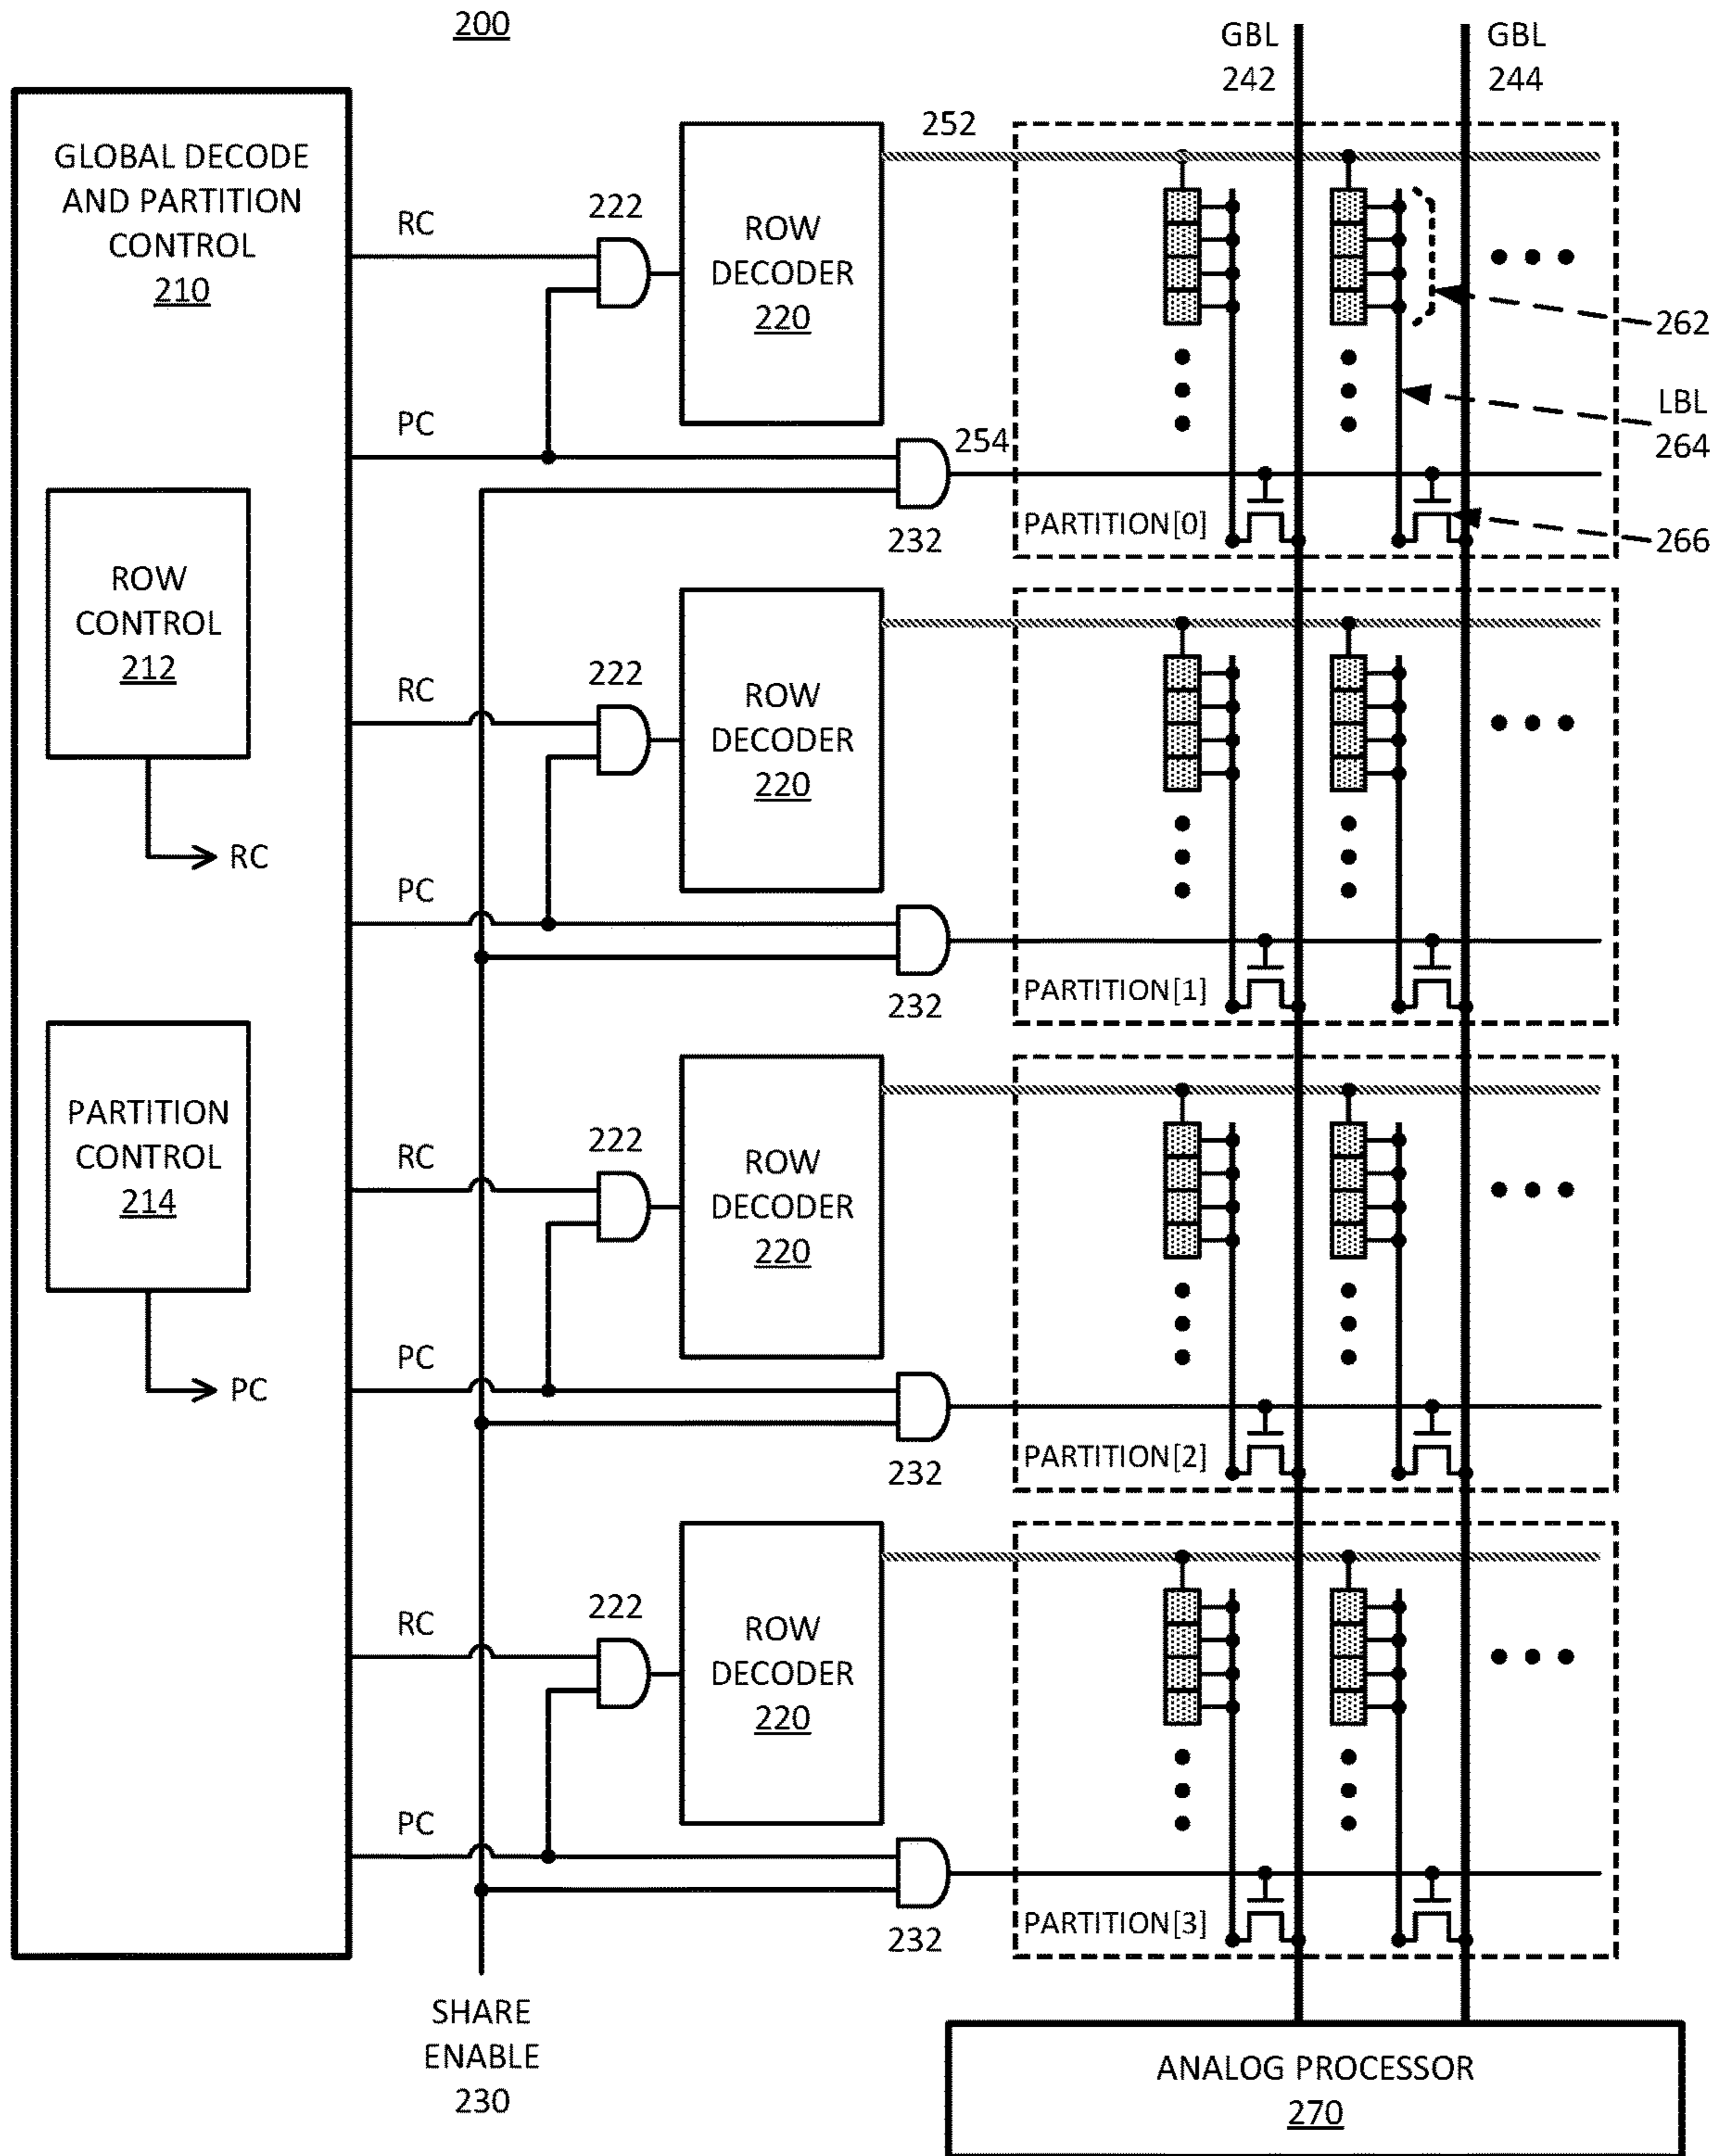 200
GBL
242
GBL
244
GLOBAL DECODE
AND PARTITION
CONTROL
210
ROW
CONTROL
212
RC
PARTITION
CONTROL
214
PC
RC
222
ROW
DECODER
220
252
PC
254
232
PARTITION[0]
262
LBL
264
266
RC
222
ROW
DECODER
220
PC
232
PARTITION[1]
RC
222
ROW
DECODER
220
PC
232
PARTITION[2]
RC
222
ROW
DECODER
220
PC
232
PARTITION[3]
SHARE
ENABLE
230
ANALOG PROCESSOR
270